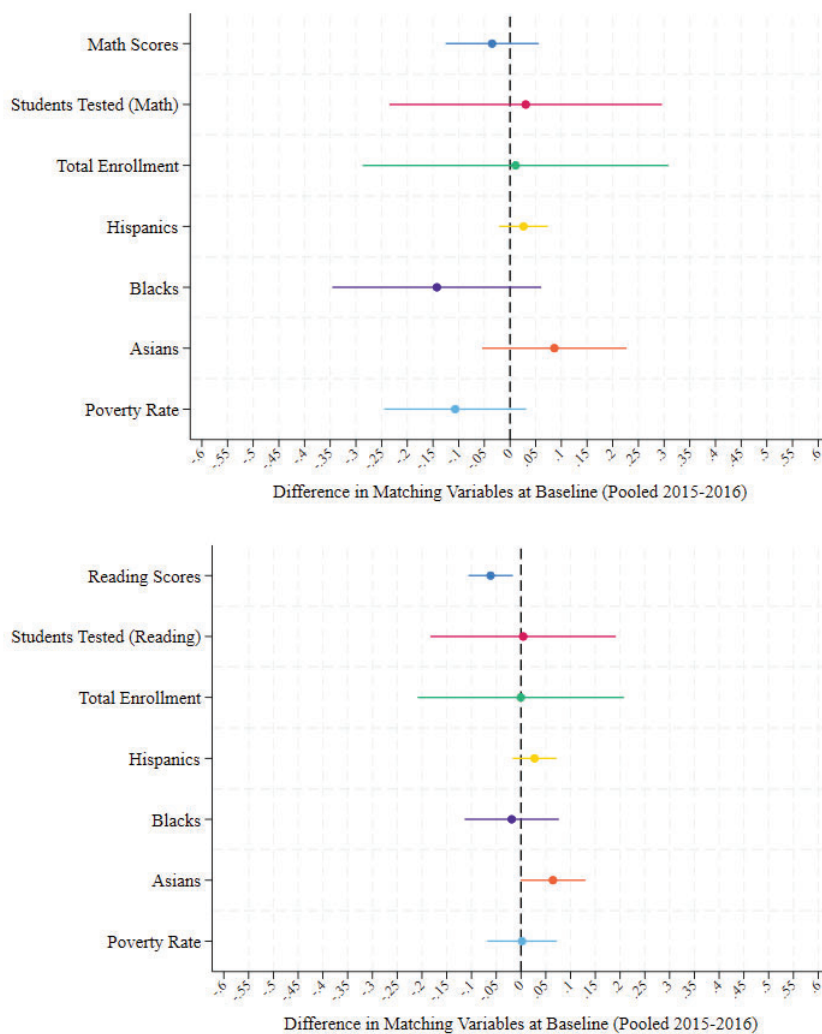 Math Scores
Students Tested (Math)
Total Enrollment
Hispanics
Blacks
Asians
Poverty Rate
-.6 -.55 -.5 -.45 -.4 -.35 -.3 -.25 -.2 -.15 -.1 -.05 0 .05 .1 .15 .2 .25 .3 .35 .4 .45 .5 .55 .6
Difference in Matching Variables at Baseline (Pooled 2015-2016)
Reading Scores
Students Tested (Reading)
Total Enrollment
Hispanics
Blacks
Asians
Poverty Rate
-.6 -.55 -.5 -.45 -.4 -.35 -.3 -.25 -.2 -.15 -.1 -.05 0 .05 .1 .15 .2 .25 .3 .35 .4 .45 .5 .55 .6
Difference in Matching Variables at Baseline (Pooled 2015-2016)